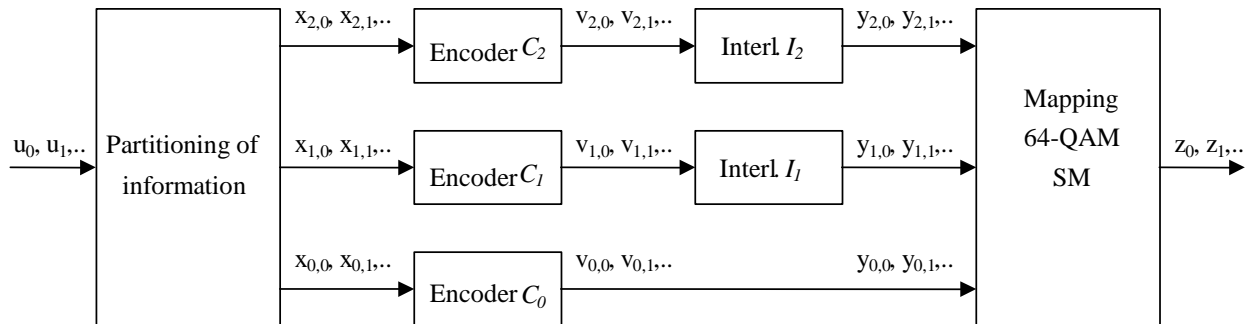 x2,0, x2,1,..
v2,0, v2,1,..
y2,0, y2,1,..
Encoder C2
Interl. I2
u0, u1,..
Partitioning of
information
x1,0, x1,1,..
v1,0, v1,1,..
y1,0, y1,1,..
Encoder C1
Interl. I1
Mapping
64-QAM
SM
z0, z1,..
x0,0, x0,1,..
v0,0, v0,1,..
y0,0, y0,1,..
Encoder C0